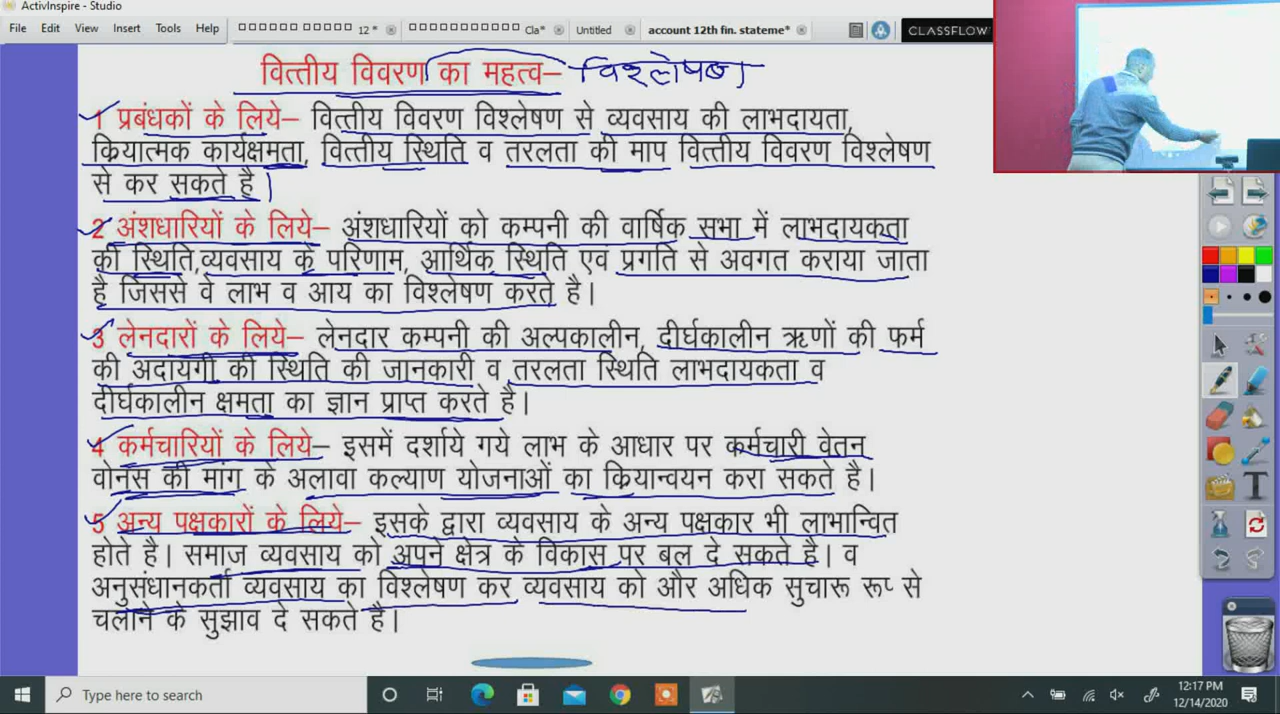 ActivInspire - Studio
File Edit View Insert Tools Help
12 * Cla* Untitled account 12th fin. stateme* CLASSFLOW
वित्तीय विवरण का महत्व– विश्लेषण
1 प्रबंधकों के लिये– वित्तीय विवरण विश्लेषण से व्यवसाय की लाभदायता,
कियात्मक कार्यक्षमता, वित्तीय स्थिति व तरलता की माप वित्तीय विवरण विश्लेषण
से कर सकते है।
2 अंशधारियों के लिये– अंशधारियों को कम्पनी की वार्षिक सभा में लाभदायकता
की स्थिति,व्यवसाय के परिणाम, आर्थिक स्थिति एवं प्रगति से अवगत कराया जाता
है जिससे वे लाभ व आय का विश्लेषण करते है।
3 लेनदारों के लिये– लेनदार कम्पनी की अल्पकालीन, दीर्घकालीन ऋणों की फर्म
की अदायगी की स्थिति की जानकारी व तरलता स्थिति लाभदायकता व
दीर्घकालीन क्षमता का ज्ञान प्राप्त करते है।
4 कर्मचारियों के लिये– इसमें दर्शाये गये लाभ के आधार पर कर्मचारी वेतन
वोनस की मांग के अलावा कल्याण योजनाओं का कियान्वयन करा सकते है।
5 अन्य पक्षकारों के लिये– इसके द्वारा व्यवसाय के अन्य पक्षकार भी लाभान्वित
होते है। समाज व्यवसाय को अपने क्षेत्र के विकास पर बल दे सकते है। व
अनुसंधानकर्ता व्यवसाय का विश्लेषण कर व्यवसाय को और अधिक सुचारू रूप से
चलाने के सुझाव दे सकते है।
Type here to search
12:17 PM
12/14/2020